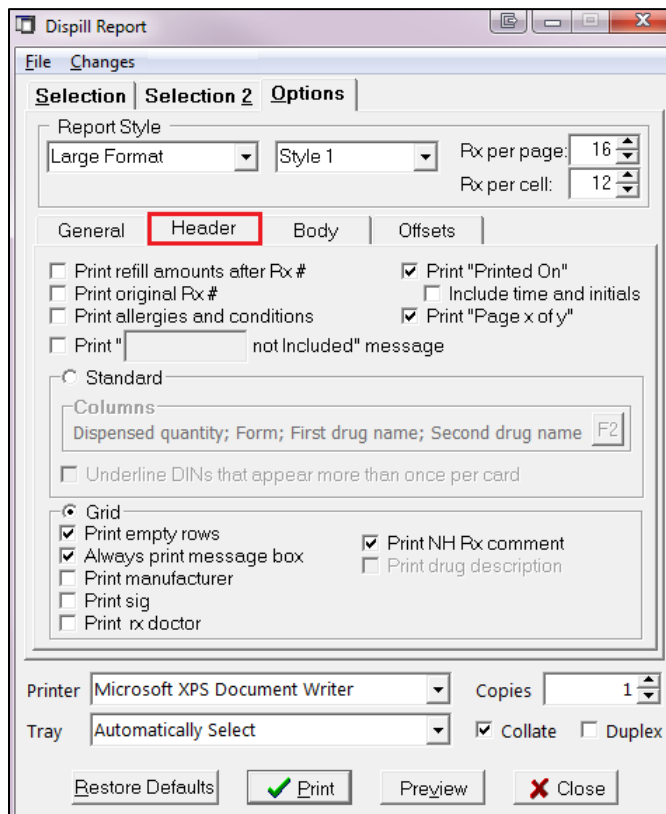 Dispill Report
File Changes
Selection Selection 2 Options
Report Style
Large Format Style 1 Rx per page: 16
Rx per cell: 12
General Header Body Offsets
Print refill amounts after Rx # Print "Printed On"
Print original Rx # Include time and initials
Print allergies and conditions Print "Page x of y"
Print " not Included" message
Standard
Columns
Dispensed quantity; Form; First drug name; Second drug name F2
Underline DINs that appear more than once per card
Grid
Print empty rows
Always print message box Print NH Rx comment
Print manufacturer Print drug description
Print sig
Print rx doctor
Printer Microsoft XPS Document Writer Copies 1
Tray Automatically Select Collate Duplex
Restore Defaults Print Preview Close